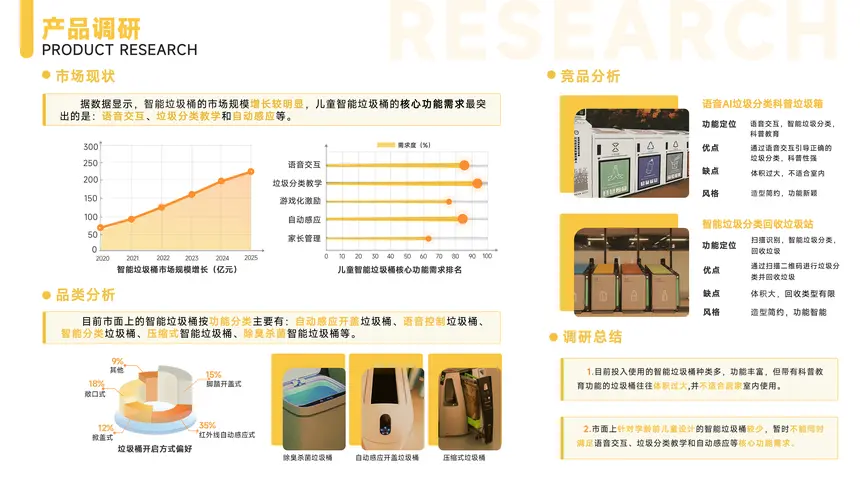 RESEARCH
产品调研
PRODUCT RESEARCH
市场现状
据数据显示，智能垃圾桶的市场规模增长较明显，儿童智能垃圾桶的核心功能需求最突
出的是：语音交互、垃圾分类教学和自动感应等。
300
250
200
150
100
50
0
2020 2021 2022 2023 2024 2025
智能垃圾桶市场规模增长（亿元）
需求度（%）
语音交互
垃圾分类教学
游戏化激励
自动感应
家长管理
0 10 20 30 40 50 60 70 80 90 100
儿童智能垃圾桶核心功能需求排名
品类分析
目前市面上的智能垃圾桶按功能分类主要有：自动感应开盖垃圾桶、语音控制垃圾桶、
智能分类垃圾桶、压缩式智能垃圾桶、除臭杀菌智能垃圾桶等。
9%
其他
15%
脚踏开盖式
18%
敞口式
12%
掀盖式
35%
红外线自动感应式
垃圾桶开启方式偏好
除臭杀菌垃圾桶
自动感应开盖垃圾桶
压缩式垃圾桶
竞品分析
语音AI垃圾分类科普垃圾箱
功能定位 语音交互，智能垃圾分类，
科普教育
优点 通过语音交互引导正确的
垃圾分类，科普性强
缺点 体积过大，不适合室内
风格 造型简约，功能新颖
智能垃圾分类回收垃圾站
功能定位 扫描识别，智能垃圾分类，
回收垃圾
优点 通过扫描二维码进行垃圾分
类并回收垃圾
缺点 体积大，回收类型有限
风格 造型简约，功能智能
调研总结
1.目前投入使用的智能垃圾桶种类多，功能丰富，但带有科普教
育功能的垃圾桶往往体积过大,并不适合居家室内使用。
2.市面上针对学龄前儿童设计的智能垃圾桶较少，暂时不能同时
满足语音交互、垃圾分类教学和自动感应等核心功能需求。